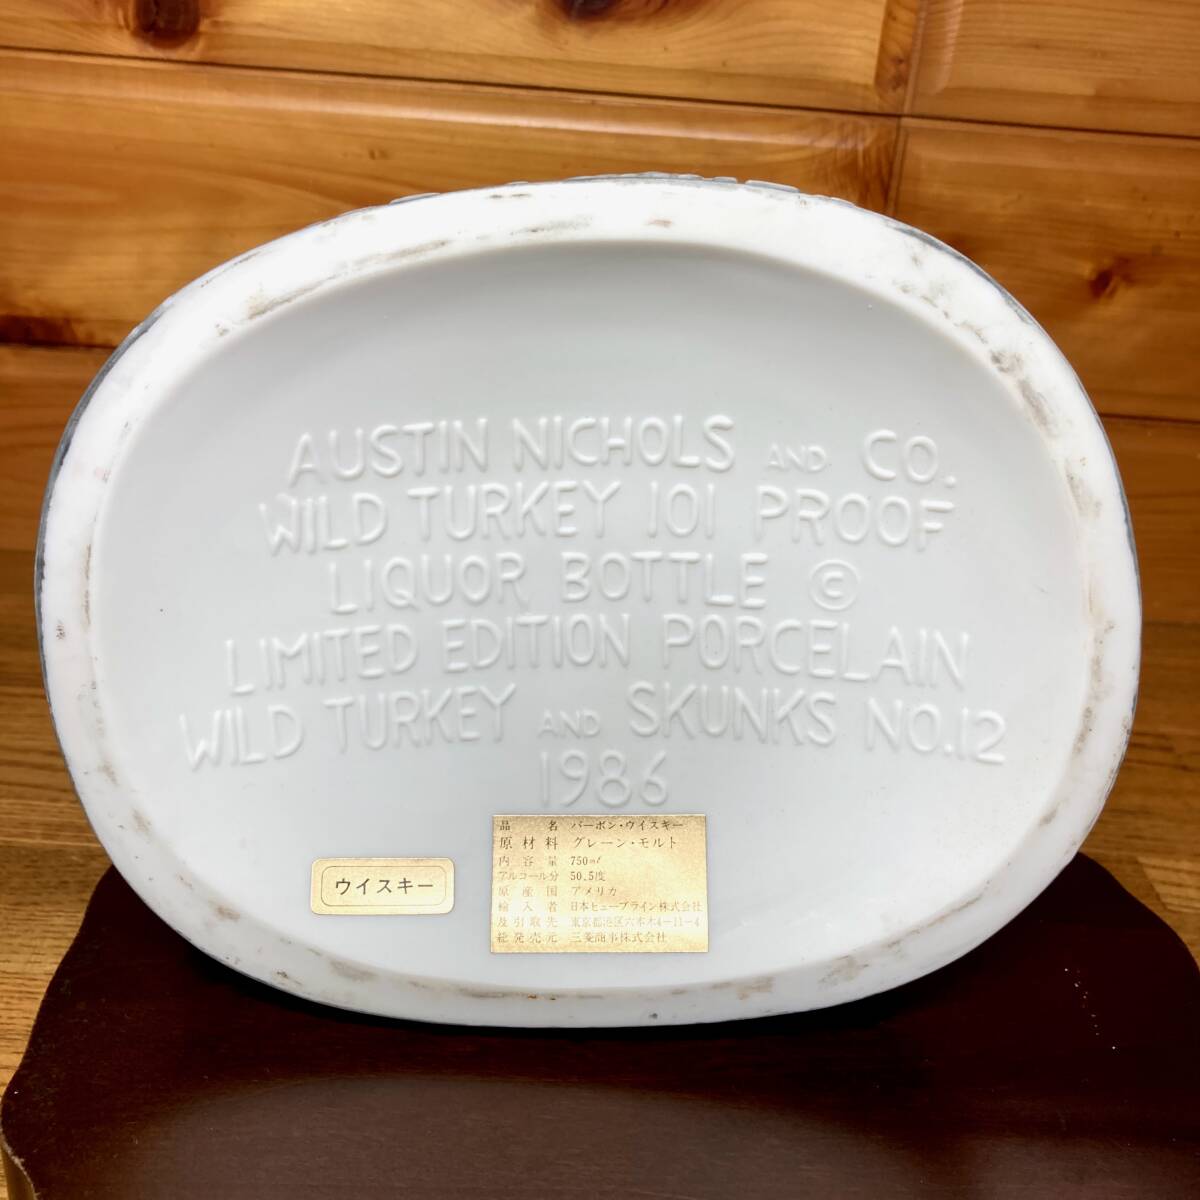 AUSTIN NICHOLS AND CO.
WILD TURKEY 101 PROOF
LIQUOR BOTTLE ©
LIMITED EDITION PORCELAIN
WILD TURKEY AND SKUNKS NO.12
1986
ウイスキー
品 名 バーボン・ウイスキー
原材料 グレーン・モルト
内容量 750ml
アルコール分 50.5度
原産国 アメリカ
輸入者 日本ヒューブライン株式会社
及引取先 東京都港区六本木4-11-4
総発売元 三菱商事株式会社